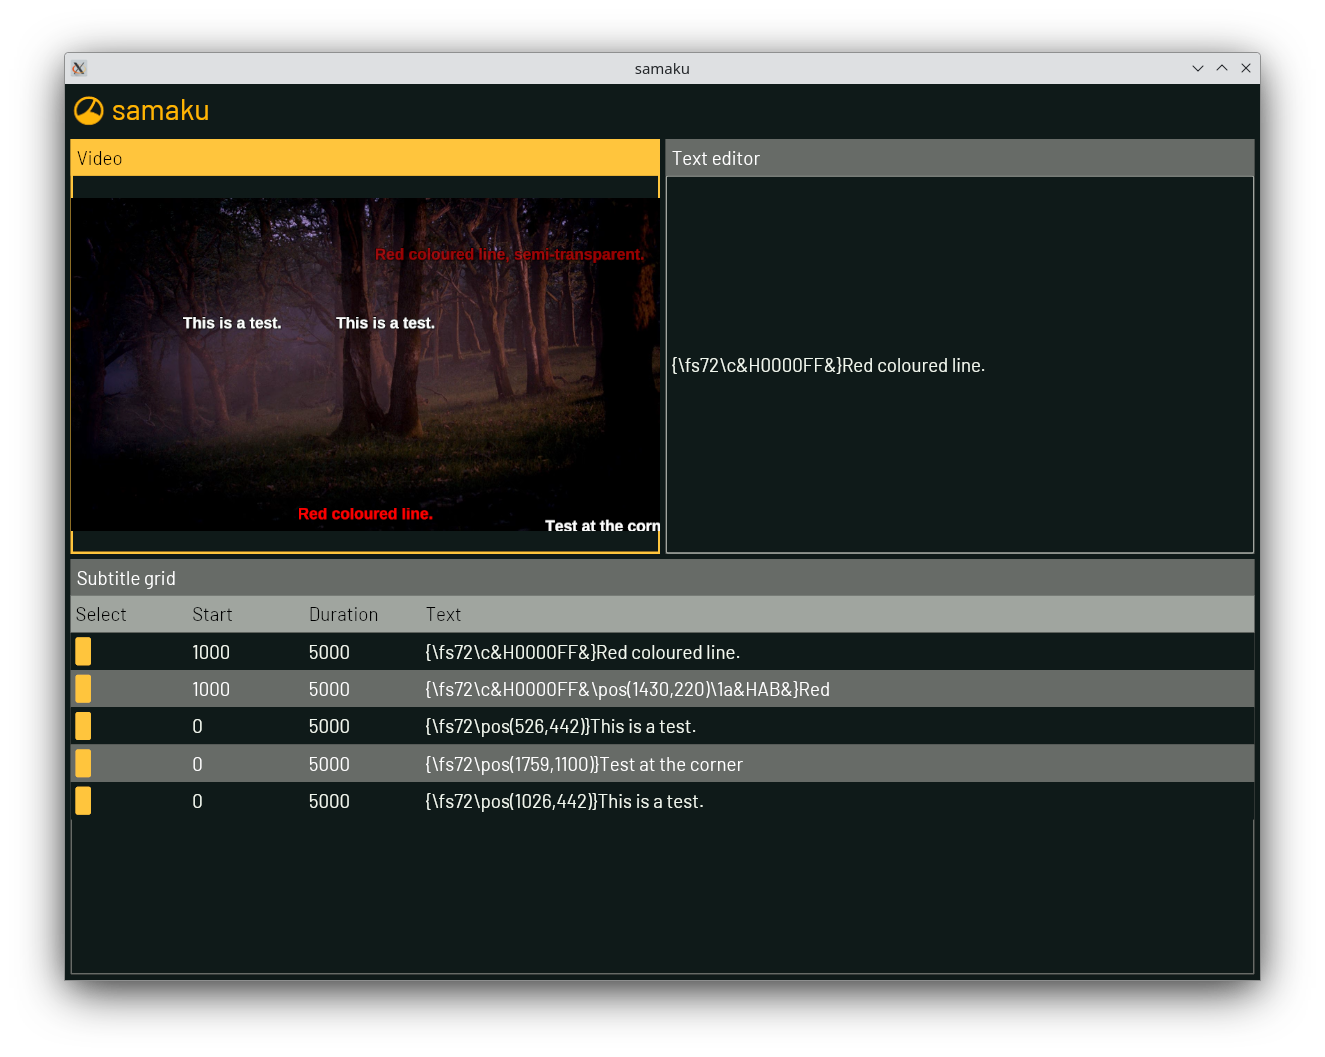 samaku
samaku
Video
Red coloured line, semi-transparent.
This is a test. This is a test.
Red coloured line.
Test at the corn
Text editor
{\fs72\c&H0000FF&}Red coloured line.
Subtitle grid
Select Start Duration Text
1000 5000 {\fs72\c&H0000FF&}Red coloured line.
1000 5000 {\fs72\c&H0000FF&\pos(1430,220)\1a&HAB&}Red
0 5000 {\fs72\pos(526,442)}This is a test.
0 5000 {\fs72\pos(1759,1100)}Test at the corner
0 5000 {\fs72\pos(1026,442)}This is a test.